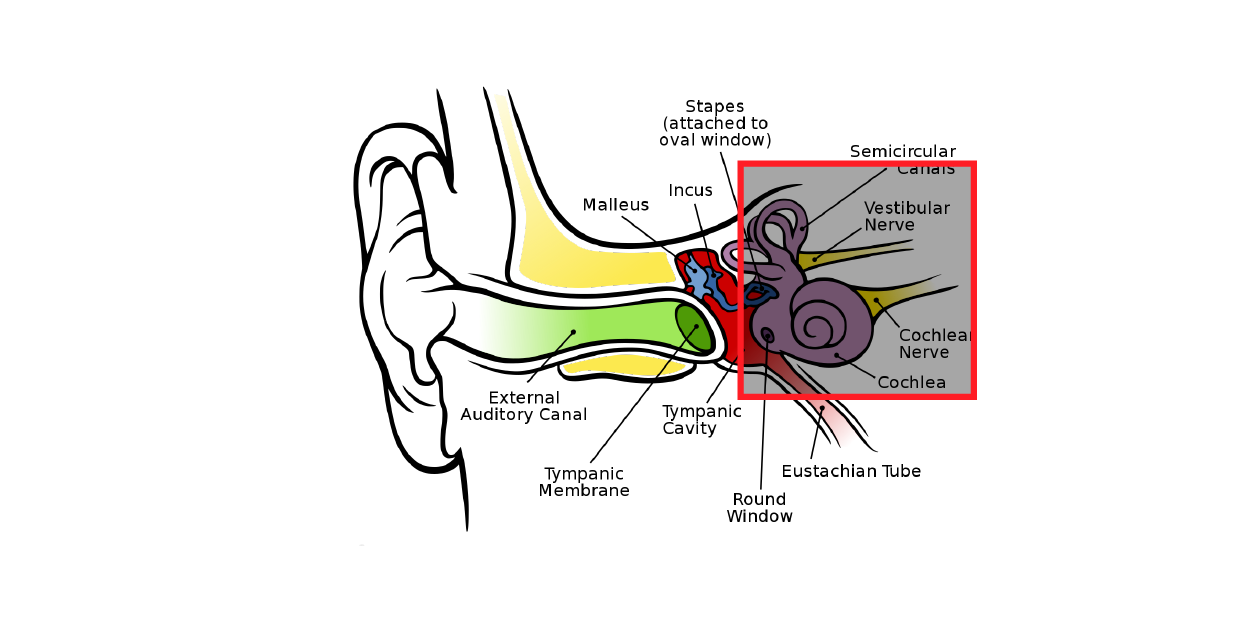 Stapes
(attached to
oval window)
Semicircular
Canals
Incus
Malleus
Vestibular
Nerve
Cochlear
Nerve
Cochlea
External
Auditory Canal
Tympanic
Cavity
Tympanic
Membrane
Eustachian Tube
Round
Window